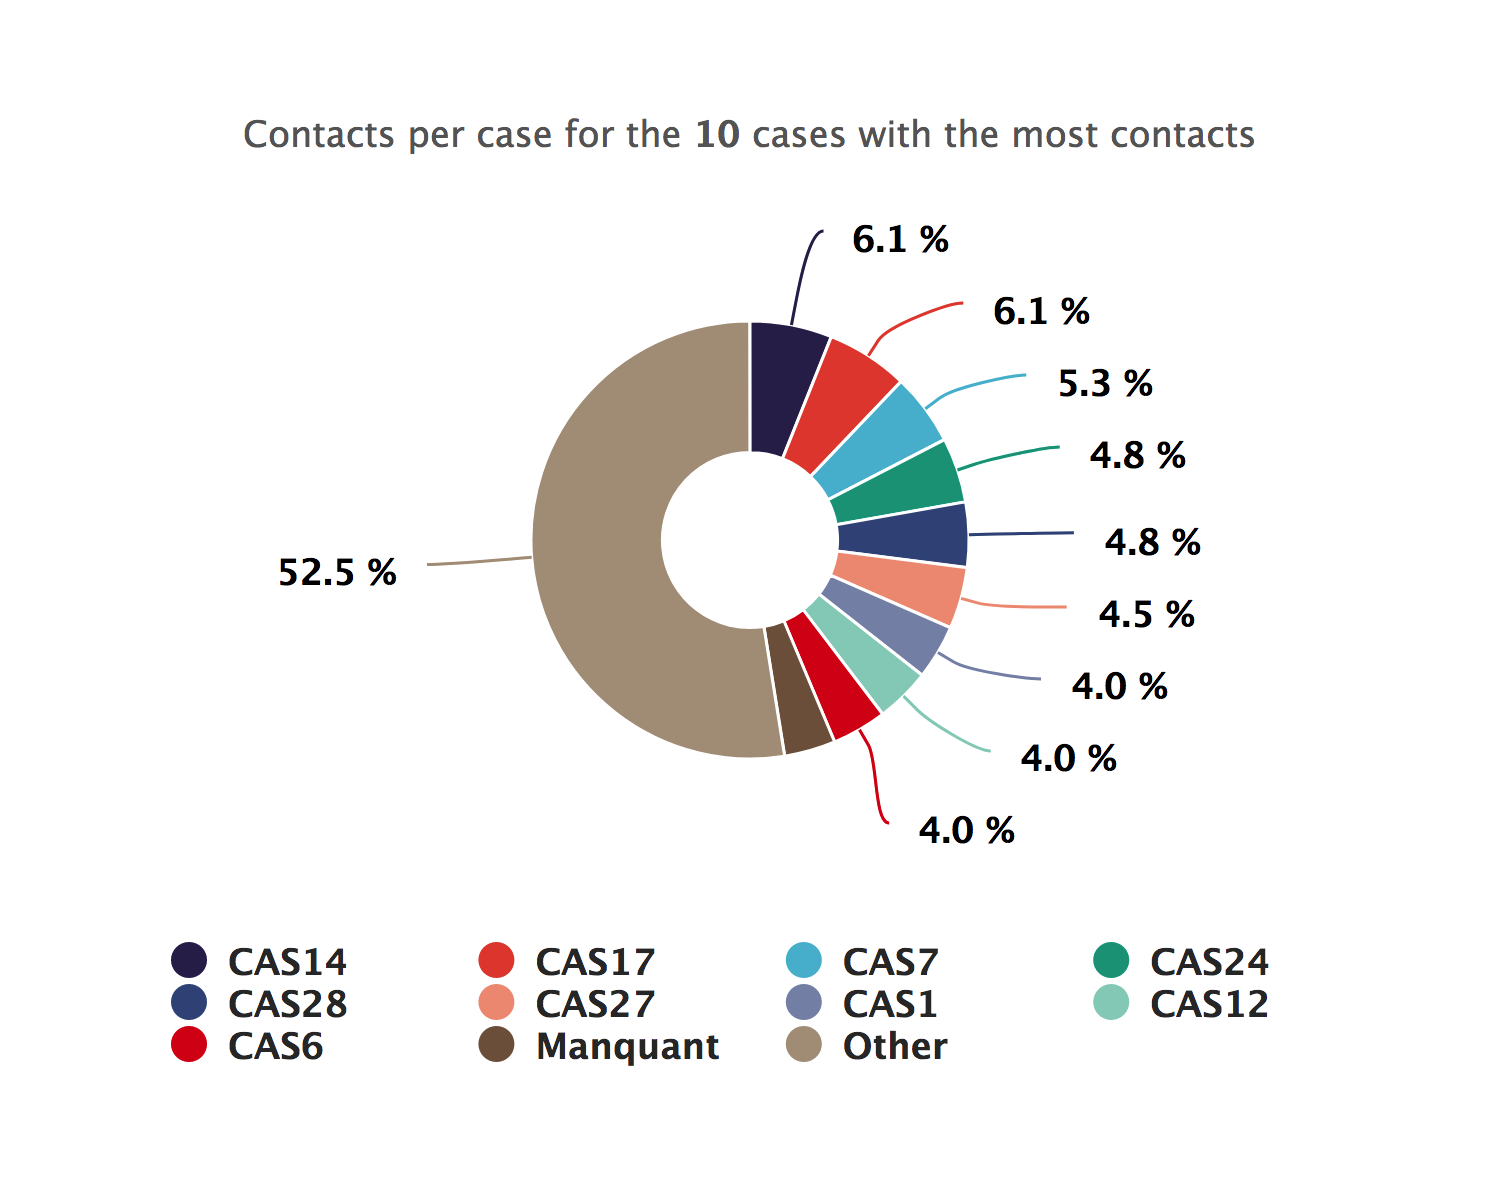 Contacts per case for the 10 cases with the most contacts
6.1 %
6.1 %
5.3 %
4.8 %
4.8 %
52.5 %
4.5 %
4.0 %
4.0 %
4.0 %
CAS14 CAS17 CAS7 CAS24
CAS28 CAS27 CAS1 CAS12
CAS6 Manquant Other